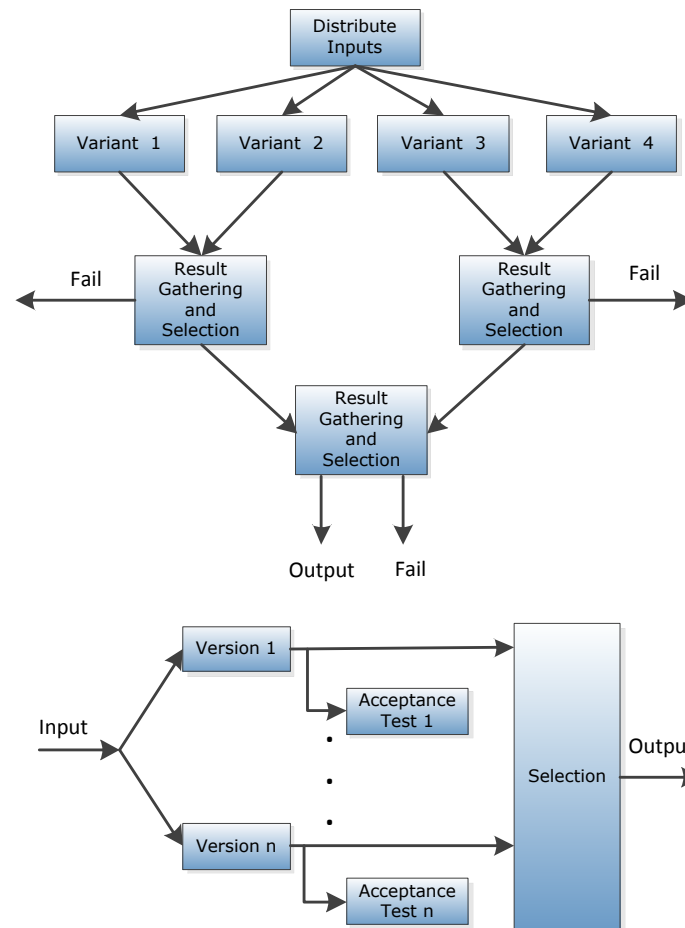 Distribute
Inputs
Variant 1
Variant 2
Variant 3
Variant 4
Fail
Result
Gathering
and
Selection
Result
Gathering
and
Selection
Fail
Result
Gathering
and
Selection
Output
Fail
Version 1
Acceptance
Test 1
Input
Selection
Outpu
Version n
Acceptance
Test n